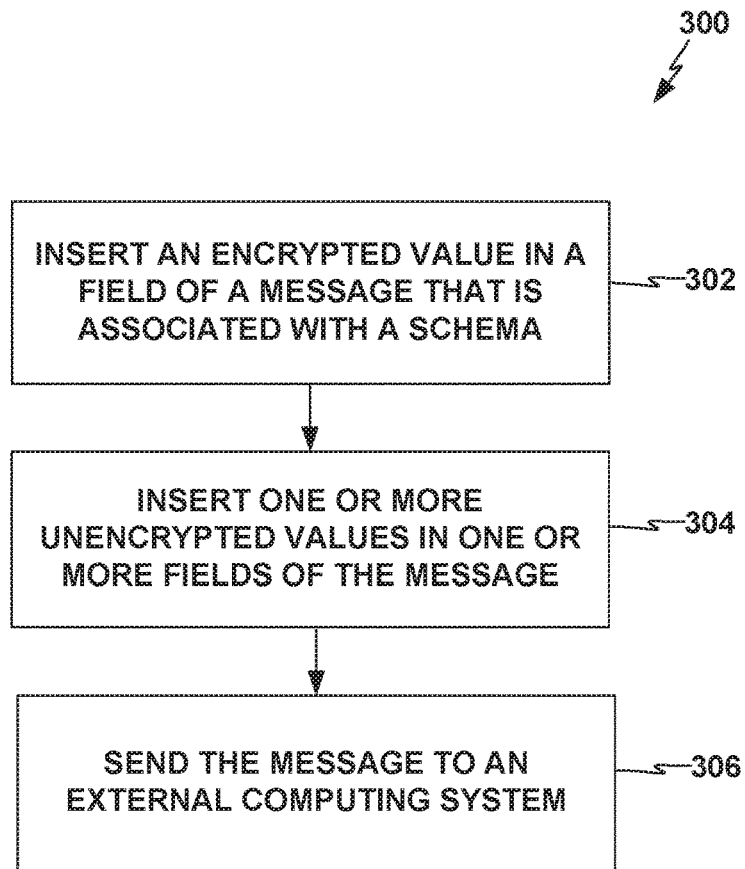 300
INSERT AN ENCRYPTED VALUE IN A
FIELD OF A MESSAGE THAT IS
ASSOCIATED WITH A SCHEMA
302
INSERT ONE OR MORE
UNENCRYPTED VALUES IN ONE OR
MORE FIELDS OF THE MESSAGE
304
SEND THE MESSAGE TO AN
EXTERNAL COMPUTING SYSTEM
306